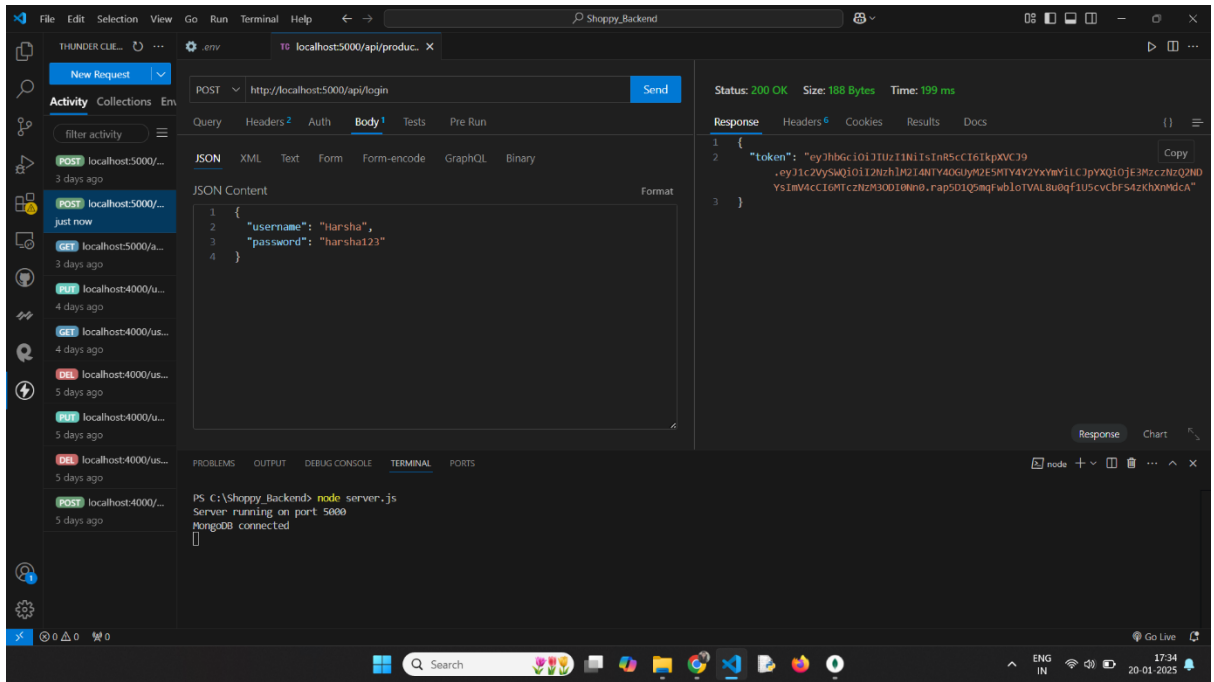 File Edit Selection View Go Run Terminal Help
Shoppy_Backend
THUNDER CLIE...
.env
TC localhost:5000/api/produc..
New Request
Activity Collections Env
filter activity
POST localhost:5000/...
3 days ago
POST localhost:5000/...
just now
GET localhost:5000/a...
3 days ago
PUT localhost:4000/u...
4 days ago
GET localhost:4000/us...
4 days ago
DEL localhost:4000/us...
5 days ago
PUT localhost:4000/u...
5 days ago
DEL localhost:4000/us...
5 days ago
POST localhost:4000/...
5 days ago
POST http://localhost:5000/api/login
Send
Query Headers 2 Auth Body 1 Tests Pre Run
JSON XML Text Form Form-encode GraphQL Binary
JSON Content
Format
1 {
2 "username": "Harsha",
3 "password": "harsha123"
4 }
Status: 200 OK Size: 188 Bytes Time: 199 ms
Response Headers 6 Cookies Results Docs
{}
Copy
1 {
2 "token": "eyJhbGciOiJIUzI1NiIsInR5cCI6IkpXVCJ9
3 }
Response Chart
PROBLEMS OUTPUT DEBUG CONSOLE TERMINAL PORTS
node
PS C:\Shoppy_Backend> node server.js
Server running on port 5000
MongoDB connected
1
0 0 0
Go Live
Search
ENG
IN
17:34
20-01-2025